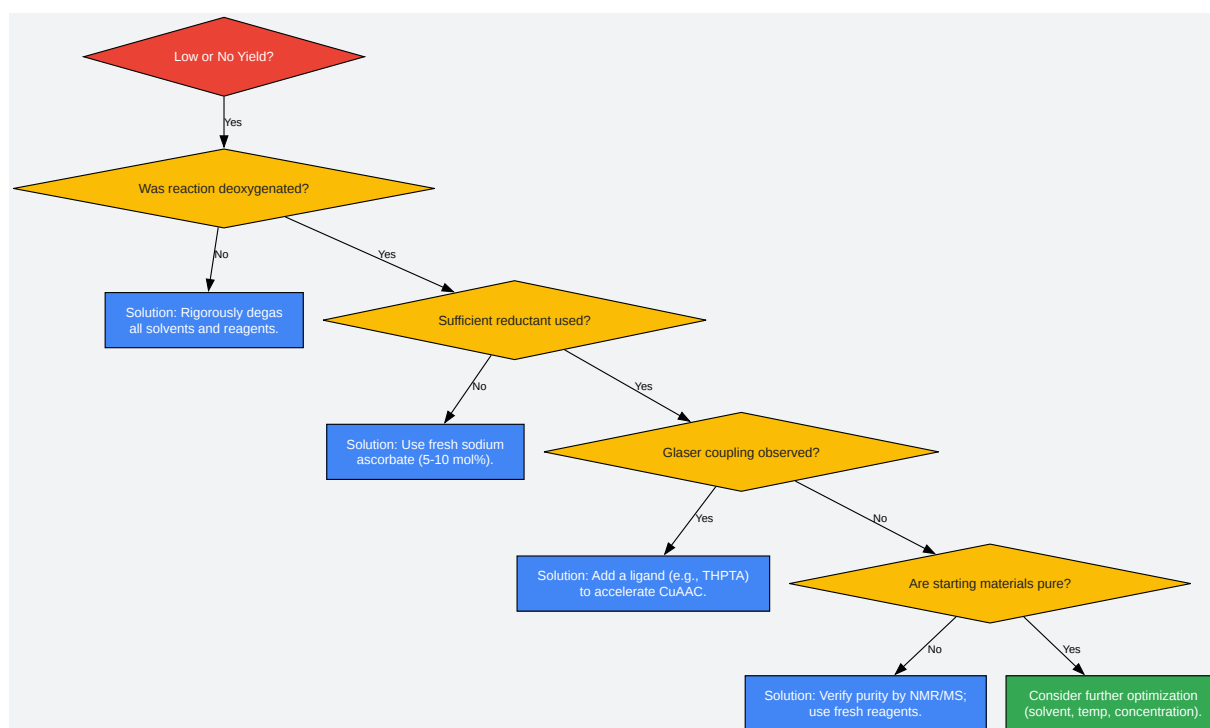 Low or No Yield?
Yes
Was reaction deoxygenated?
No
Yes
Solution: Rigorously degas
all solvents and reagents.
Sufficient reductant used?
No
Yes
Solution: Use fresh sodium
ascorbate (5-10 mol%).
Glaser coupling observed?
Yes
No
Solution: Add a ligand (e.g., THPTA)
to accelerate CuAAC.
Are starting materials pure?
No
Yes
Solution: Verify purity by NMR/MS;
use fresh reagents.
Consider further optimization
(solvent, temp, concentration).